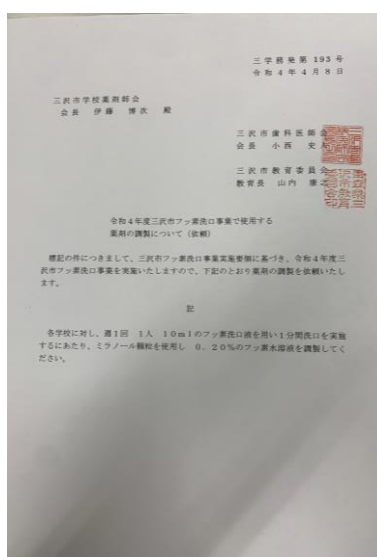 三学務発第193号
令和4年4月8日
三沢市学校薬剤師会
会長 伊藤 博次 殿
三沢市歯科医師会
会長 小西 史人
三沢市教育委員会
教育長 山内 康之
令和4年度三沢市フッ素洗口事業で使用する
薬剤の調製について(依頼)
標記の件につきまして、三沢市フッ素洗口事業実施要綱に基づき、令和4年度三
沢市フッ素洗口事業を実施いたしますので、下記のとおり薬剤の調製を依頼いたし
ます。
記
各学校に対し、週1回 1人 10mlのフッ素洗口液を用い1分間洗口を実施
するにあたり、ミラノール顆粒を使用し 0.20%のフッ素水溶液を調製してく
ださい。